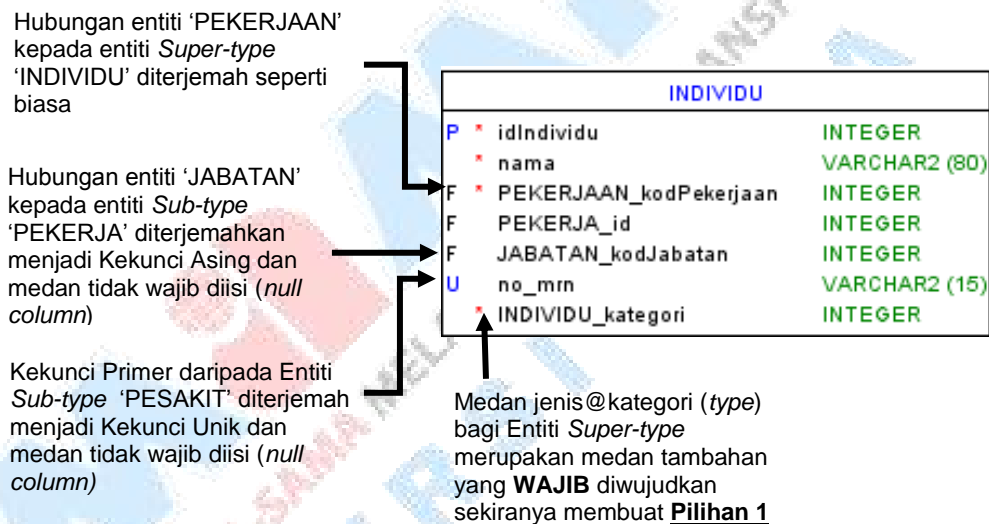 Hubungan entiti ‘PEKERJAAN’
kepada entiti Super-type
‘INDIVIDU’ diterjemah seperti
biasa
Hubungan entiti ‘JABATAN’
kepada entiti Sub-type
‘PEKERJA’ diterjemahkan
menjadi Kekunci Asing dan
medan tidak wajib diisi (null
column)
Kekunci Primer daripada Entiti
Sub-type ‘PESAKIT’ diterjemah
menjadi Kekunci Unik dan
medan tidak wajib diisi (null
column)
INDIVIDU
P * idIndividu INTEGER
* nama VARCHAR2 (80)
F * PEKERJAAN_kodPekerjaan INTEGER
F PEKERJA_id INTEGER
F JABATAN_kodJabatan INTEGER
U no_mrn VARCHAR2 (15)
* INDIVIDU_kategori INTEGER
Medan jenis@kategori (type)
bagi Entiti Super-type
merupakan medan tambahan
yang WAJIB diwujudkan
sekiranya membuat Pilihan 1